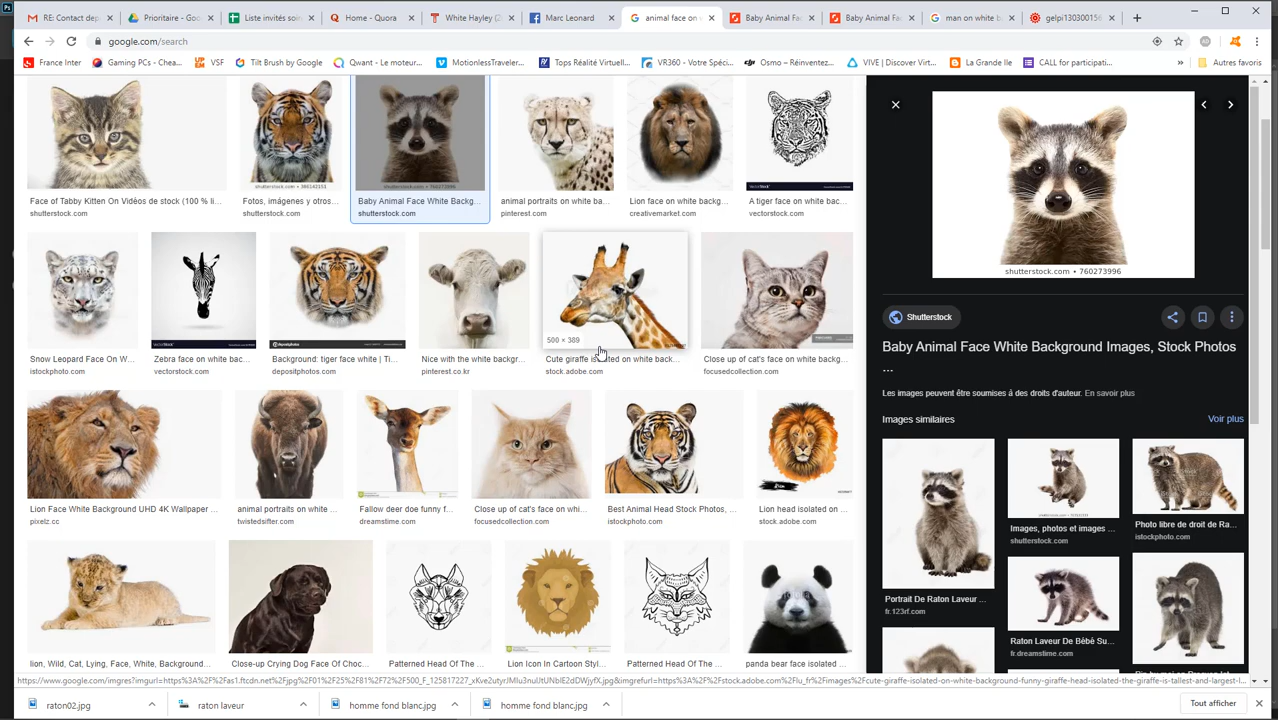 RE: Contact dep
Prioritaire - Goo
Liste invités soiré
Home - Quora
White Hayley (2
Marc Leonard
animal face on
Baby Animal Fa
Baby Animal Fa
man on white b
gelpi130300156
google.com/search
France Inter
Gaming PCs - Cheap...
VSF
Tilt Brush by Google
Qwant - Le moteur...
MotionlessTraveler...
Tops Réalité Virtuell...
VR360 - Votre Spéci...
Osmo – Réinventez...
VIVE | Discover Virt...
La Grande Ile
CALL for participati...
»
Autres favoris
Face of Tabby Kitten On Vidéos de stock (100 % li...
shutterstock.com
Fotos, imágenes y otros...
shutterstock.com
Baby Animal Face White Backg...
shutterstock.com
animal portraits on white ba...
pinterest.com
Lion face on white backg...
creativemarket.com
A tiger face on white bac...
vectorstock.com
Snow Leopard Face On W...
istockphoto.com
Zebra face on white bac...
vectorstock.com
Background: tiger face white | Ti...
depositphotos.com
Nice with the white backgr...
pinterest.co.kr
500 × 389
Cute giraffe isolated on white back...
stock.adobe.com
Close up of cat's face on white backg...
focusedcollection.com
Lion Face White Background UHD 4K Wallpaper ...
pixelz.cc
animal portraits on white ...
twistedsifter.com
Fallow deer doe funny f...
dreamstime.com
Close up of cat's face on whi...
focusedcollection.com
Best Animal Head Stock Photos, ...
istockphoto.com
Lion head isolated on ...
stock.adobe.com
lion, Wild, Cat, Lying, Face, White, Background...
Close-up Crying Dog Face Of Choc...
Patterned Head Of The ...
Lion Icon In Cartoon Styl...
Patterned Head Of The ...
panda bear face isolated ...
shutterstock.com • 760273996
Shutterstock
Baby Animal Face White Background Images, Stock Photos
...
Les images peuvent être soumises à des droits d'auteur. En savoir plus
Images similaires
Voir plus
Portrait De Raton Laveur ...
fr.123rf.com
Images, photos et images ...
shutterstock.com
Photo libre de droit de Ra...
istockphoto.com
Raton Laveur De Bébé Su...
fr.dreamstime.com
raton02.jpg
raton laveur
homme fond blanc.jpg
homme fond blanc.jpg
Tout afficher